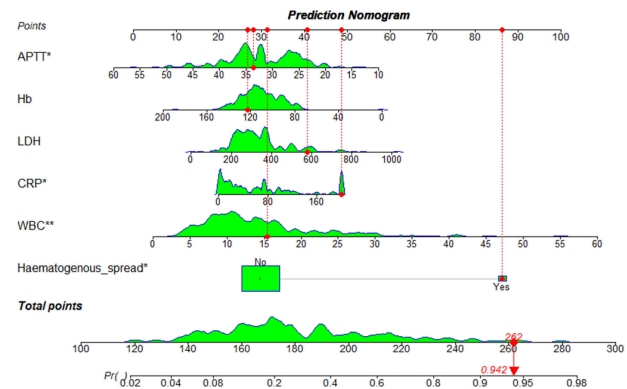 Prediction Nomogram
Points
0 10 20 30 40 50 60 70 80 90 100
APTT*
60 55 50 45 40 35 30 25 20 15 10
Hb
200 160 120 80 40 0
LDH
0 200 400 600 800 1000
CRP*
0 80 160
WBC**
0 5 10 15 20 25 30 35 40 45 50 55 60
Haematogenous_spread*
No
Yes
Total points
262
100 120 140 160 180 200 220 240 260 280 300
0.942
Pr( )
0.02 0.04 0.08 0.2 0.4 0.6 0.8 0.9 0.95 0.98